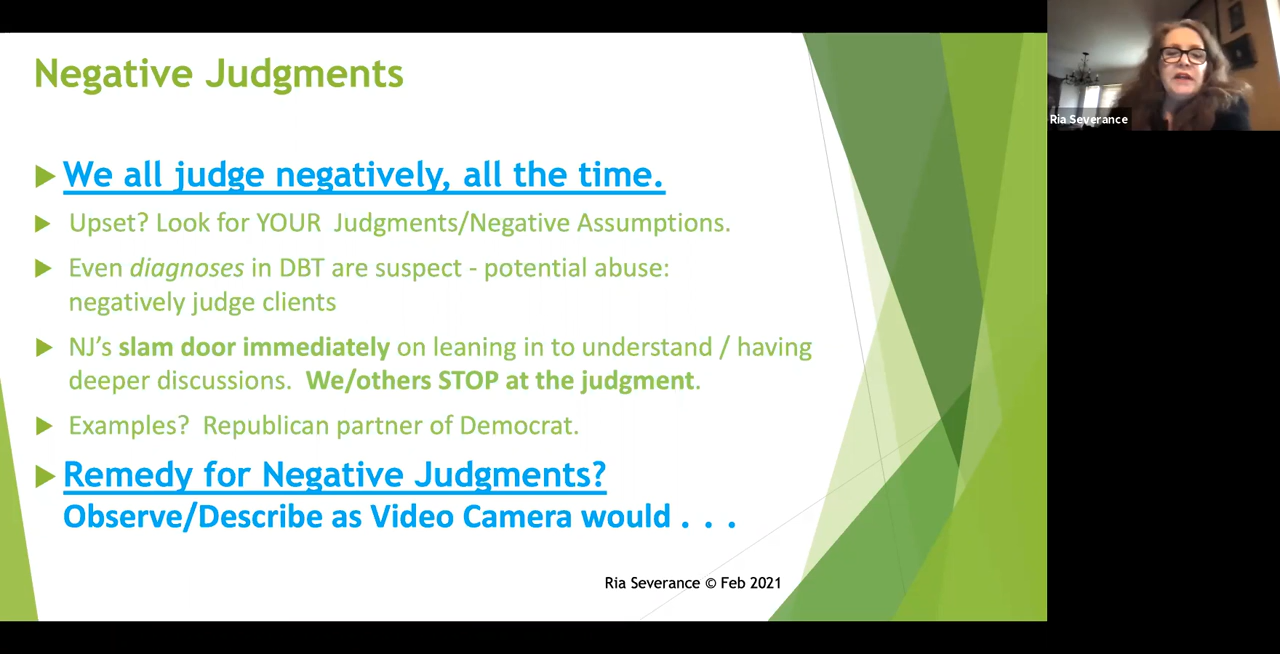 Negative Judgments
We all judge negatively, all the time.
Upset? Look for YOUR Judgments/Negative Assumptions.
Even diagnoses in DBT are suspect - potential abuse:
negatively judge clients
NJ’s slam door immediately on leaning in to understand / having
deeper discussions. We/others STOP at the judgment.
Examples? Republican partner of Democrat.
Remedy for Negative Judgments?
Observe/Describe as Video Camera would . . .
Ria Severance © Feb 2021
Ria Severance